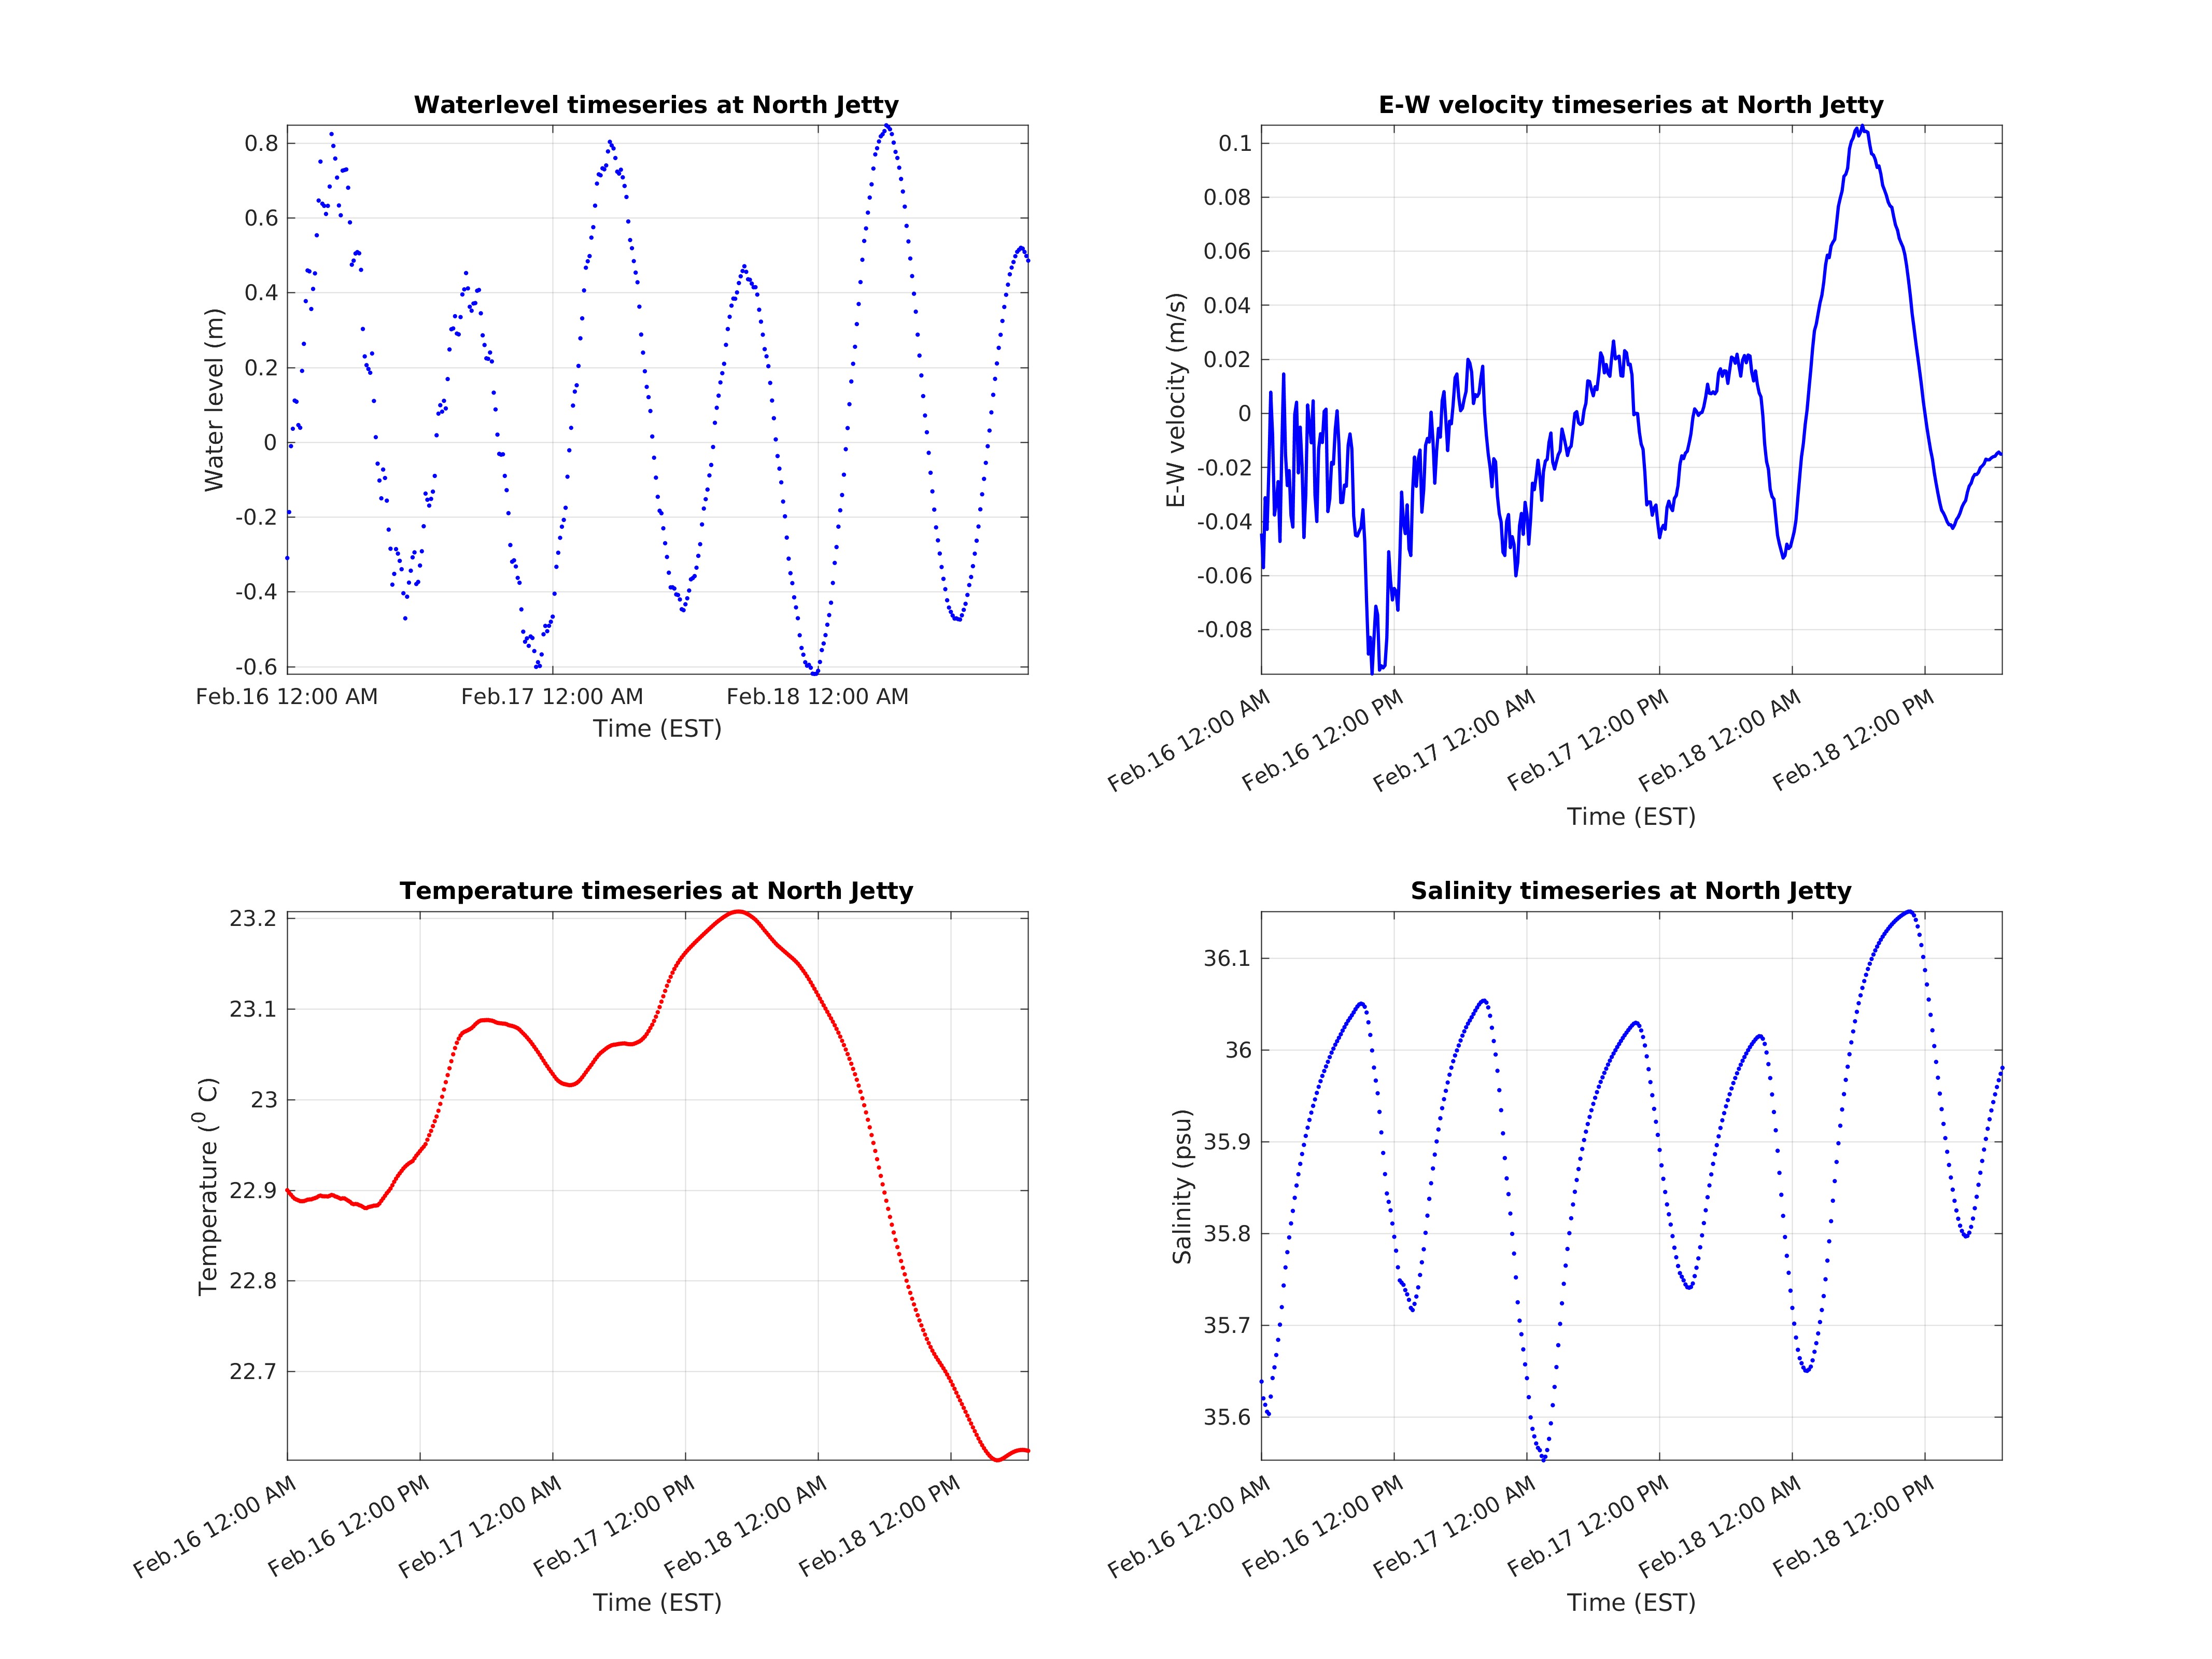 Waterlevel timeseries at North Jetty
0.8
0.6
0.4
0.2
0
-0.2
-0.4
-0.6
Water level (m)
Feb.16 12:00 AM
Feb.17 12:00 AM
Feb.18 12:00 AM
Time (EST)
E-W velocity timeseries at North Jetty
0.1
0.08
0.06
0.04
0.02
0
-0.02
-0.04
-0.06
-0.08
E-W velocity (m/s)
Feb.16 12:00 AM
Feb.16 12:00 PM
Feb.17 12:00 AM
Feb.17 12:00 PM
Feb.18 12:00 AM
Feb.18 12:00 PM
Time (EST)
Temperature timeseries at North Jetty
23.2
23.1
23
22.9
22.8
22.7
Temperature (⁰ C)
Feb.16 12:00 AM
Feb.16 12:00 PM
Feb.17 12:00 AM
Feb.17 12:00 PM
Feb.18 12:00 AM
Feb.18 12:00 PM
Time (EST)
Salinity timeseries at North Jetty
36.1
36
35.9
35.8
35.7
35.6
Salinity (psu)
Feb.16 12:00 AM
Feb.16 12:00 PM
Feb.17 12:00 AM
Feb.17 12:00 PM
Feb.18 12:00 AM
Feb.18 12:00 PM
Time (EST)